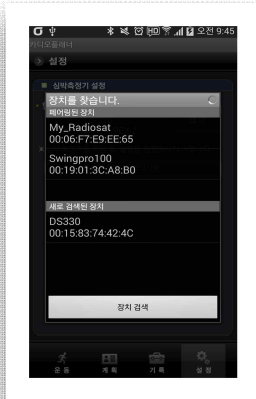 오전 9:45
카디오플래너
설정
심박측정기 설정
장치를 찾습니다.
페어링된 장치
My_Radiosat
00:06:F7:E9:EE:65
Swingpro100
00:19:01:3C:A8:B0
새로 검색된 장치
DS330
00:15:83:74:42:4C
장치 검색
운동
계획
기록
설정